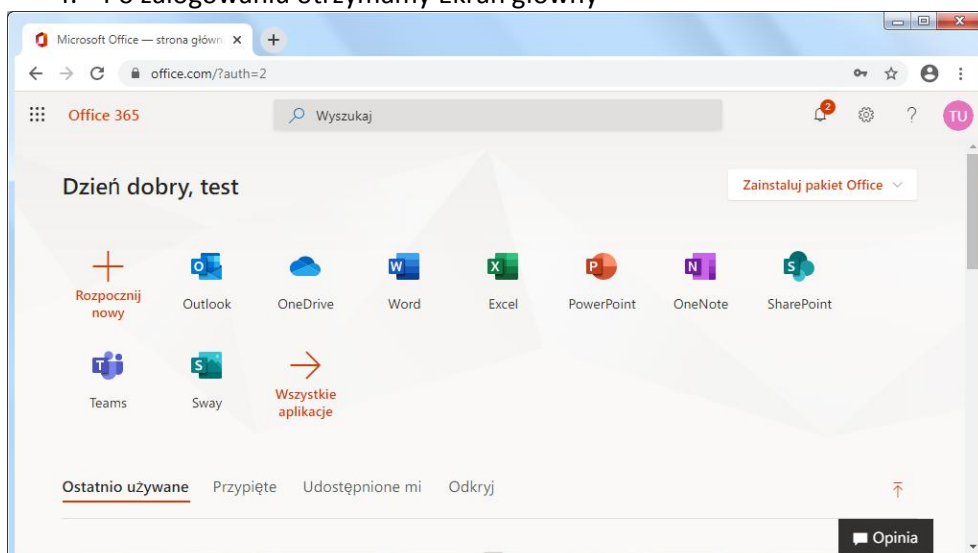 Po zalogowaniu otrzymamy Ekran główny
Microsoft Office — strona główn
office.com/?auth=2
Office 365
Wyszukaj
2
?
TU
Dzień dobry, test
Zainstaluj pakiet Office
Rozpocznij
nowy
Outlook
OneDrive
Word
Excel
PowerPoint
OneNote
SharePoint
Teams
Sway
Wszystkie
aplikacje
Ostatnio używane Przypięte Udostępnione mi Odkryj
Opinia